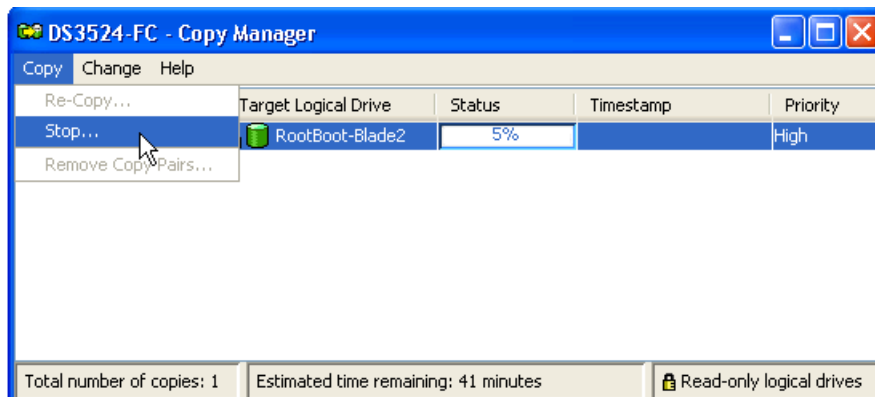 DS3524-FC - Copy Manager
Copy Change Help
Re-Copy...
Stop...
Remove Copy Pairs...
Target Logical Drive Status Timestamp Priority
RootBoot-Blade2 5% High
Total number of copies: 1 Estimated time remaining: 41 minutes Read-only logical drives